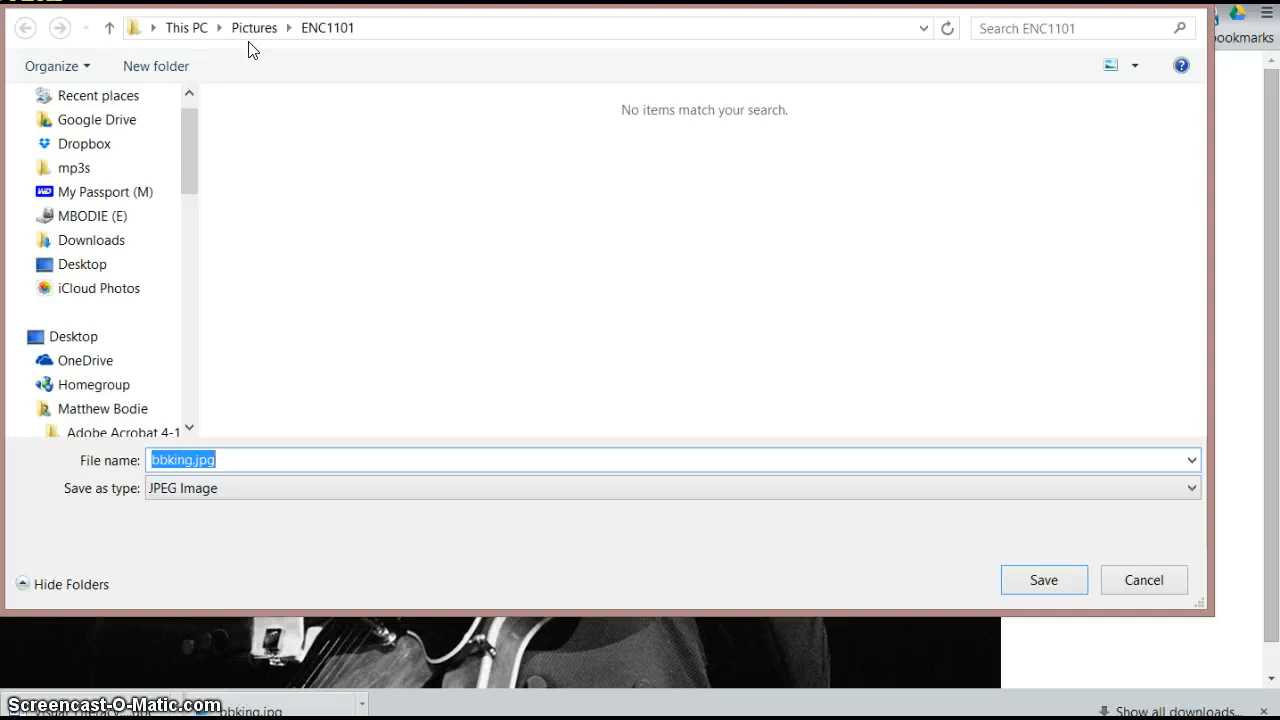 This PC Pictures ENC1101
Search ENC1101
bookmarks
Organize
New folder
Recent places
Google Drive
Dropbox
mp3s
WD My Passport (M)
MBODIE (E)
Downloads
Desktop
iCloud Photos
Desktop
OneDrive
Homegroup
Matthew Bodie
Adobe Acrobat 4-1
No items match your search.
File name: bbking.jpg
Save as type: JPEG Image
Hide Folders
Save
Cancel
Screencast-O-Matic.com
bbking.jpg
Show all downloads...